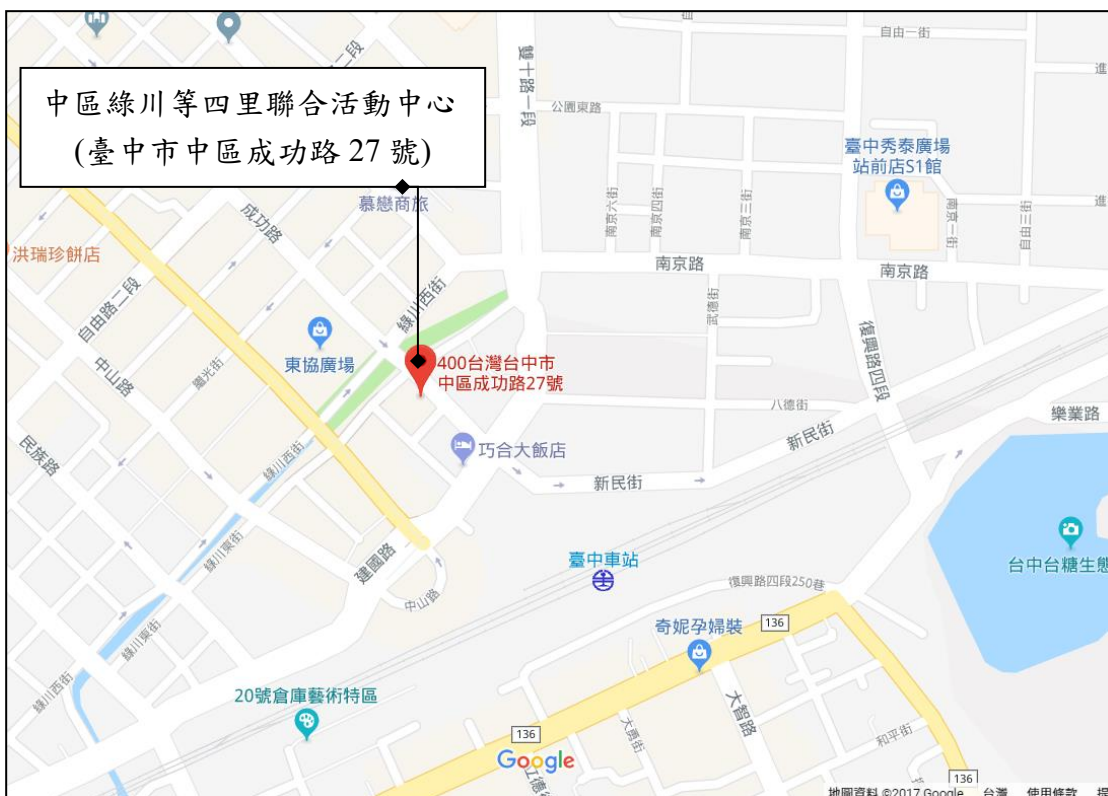 自由一街
進
雙十路一段
二段
公園東路
中區綠川等四里聯合活動中心
(臺中市中區成功路 27 號)
臺中秀泰廣場
站前店S1館
慕戀商旅
成功路
南京六街
南京四街
南京三街
南京一街
自由三街
進
洪瑞珍餅店
南京路
南京路
綠川西街
自由路二段
武德街
復興路四段
東協廣場
繼光街
400台灣台中市
中區成功路27號
中山路
八德街
樂業路
新民街
民族路
巧合大飯店
綠川西街
新民街
綠川東街
建國路
臺中車站
台中台糖生態
中山路
復興路四段250巷
奇妮孕婦裝
136
綠川東街
綠川西街
20號倉庫藝術特區
大智路
大勇街
和平街
136
Google
136
地圖資料 ©2017 Google
台灣
使用條款